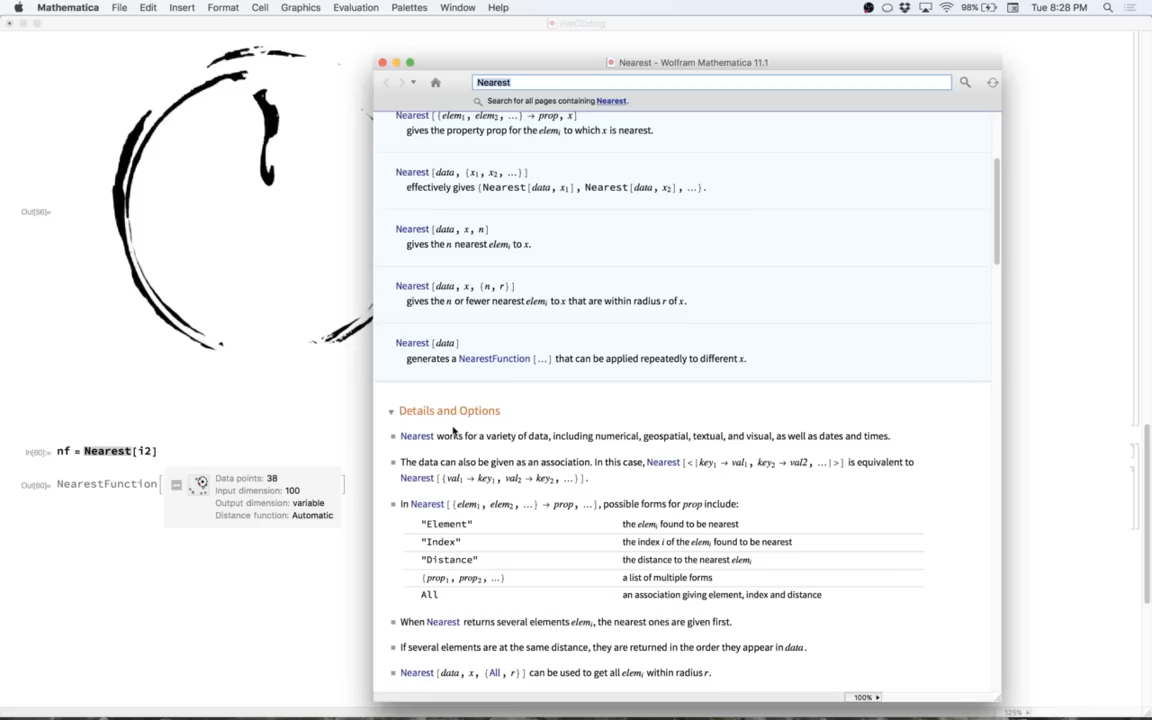 Mathematica File Edit Insert Format Cell Graphics Evaluation Palettes Window Help 98% Tue 8:28 PM
Nearest - Wolfram Mathematica 11.1
Nearest
Search for all pages containing Nearest.
Nearest[{elem1, elem2, …} → prop, x]
gives the property prop for the elemi to which x is nearest.
Nearest[data, {x1, x2, …}]
effectively gives {Nearest[data, x1], Nearest[data, x2], …}.
Nearest[data, x, n]
gives the n nearest elemi to x.
Nearest[data, x, {n, r}]
gives the n or fewer nearest elemi to x that are within radius r of x.
Nearest[data]
generates a NearestFunction[…] that can be applied repeatedly to different x.
Details and Options
Nearest works for a variety of data, including numerical, geospatial, textual, and visual, as well as dates and times.
The data can also be given as an association. In this case, Nearest[<|key1 → val1, key2 → val2, …|>] is equivalent to
Nearest[{val1 → key1, val2 → key2, …}].
In Nearest[{elem1, elem2, …} → prop, …], possible forms for prop include:
"Element" the elemi found to be nearest
"Index" the index i of the elemi found to be nearest
"Distance" the distance to the nearest elemi
{prop1, prop2, …} a list of multiple forms
All an association giving element, index and distance
When Nearest returns several elements elemi, the nearest ones are given first.
If several elements are at the same distance, they are returned in the order they appear in data.
Nearest[data, x, {All, r}] can be used to get all elemi within radius r.
100%
Out[56]=
In[60]:= nf = Nearest[i2]
Out[60]= NearestFunction[
Data points: 38
Input dimension: 100
Output dimension: variable
Distance function: Automatic
]
125%